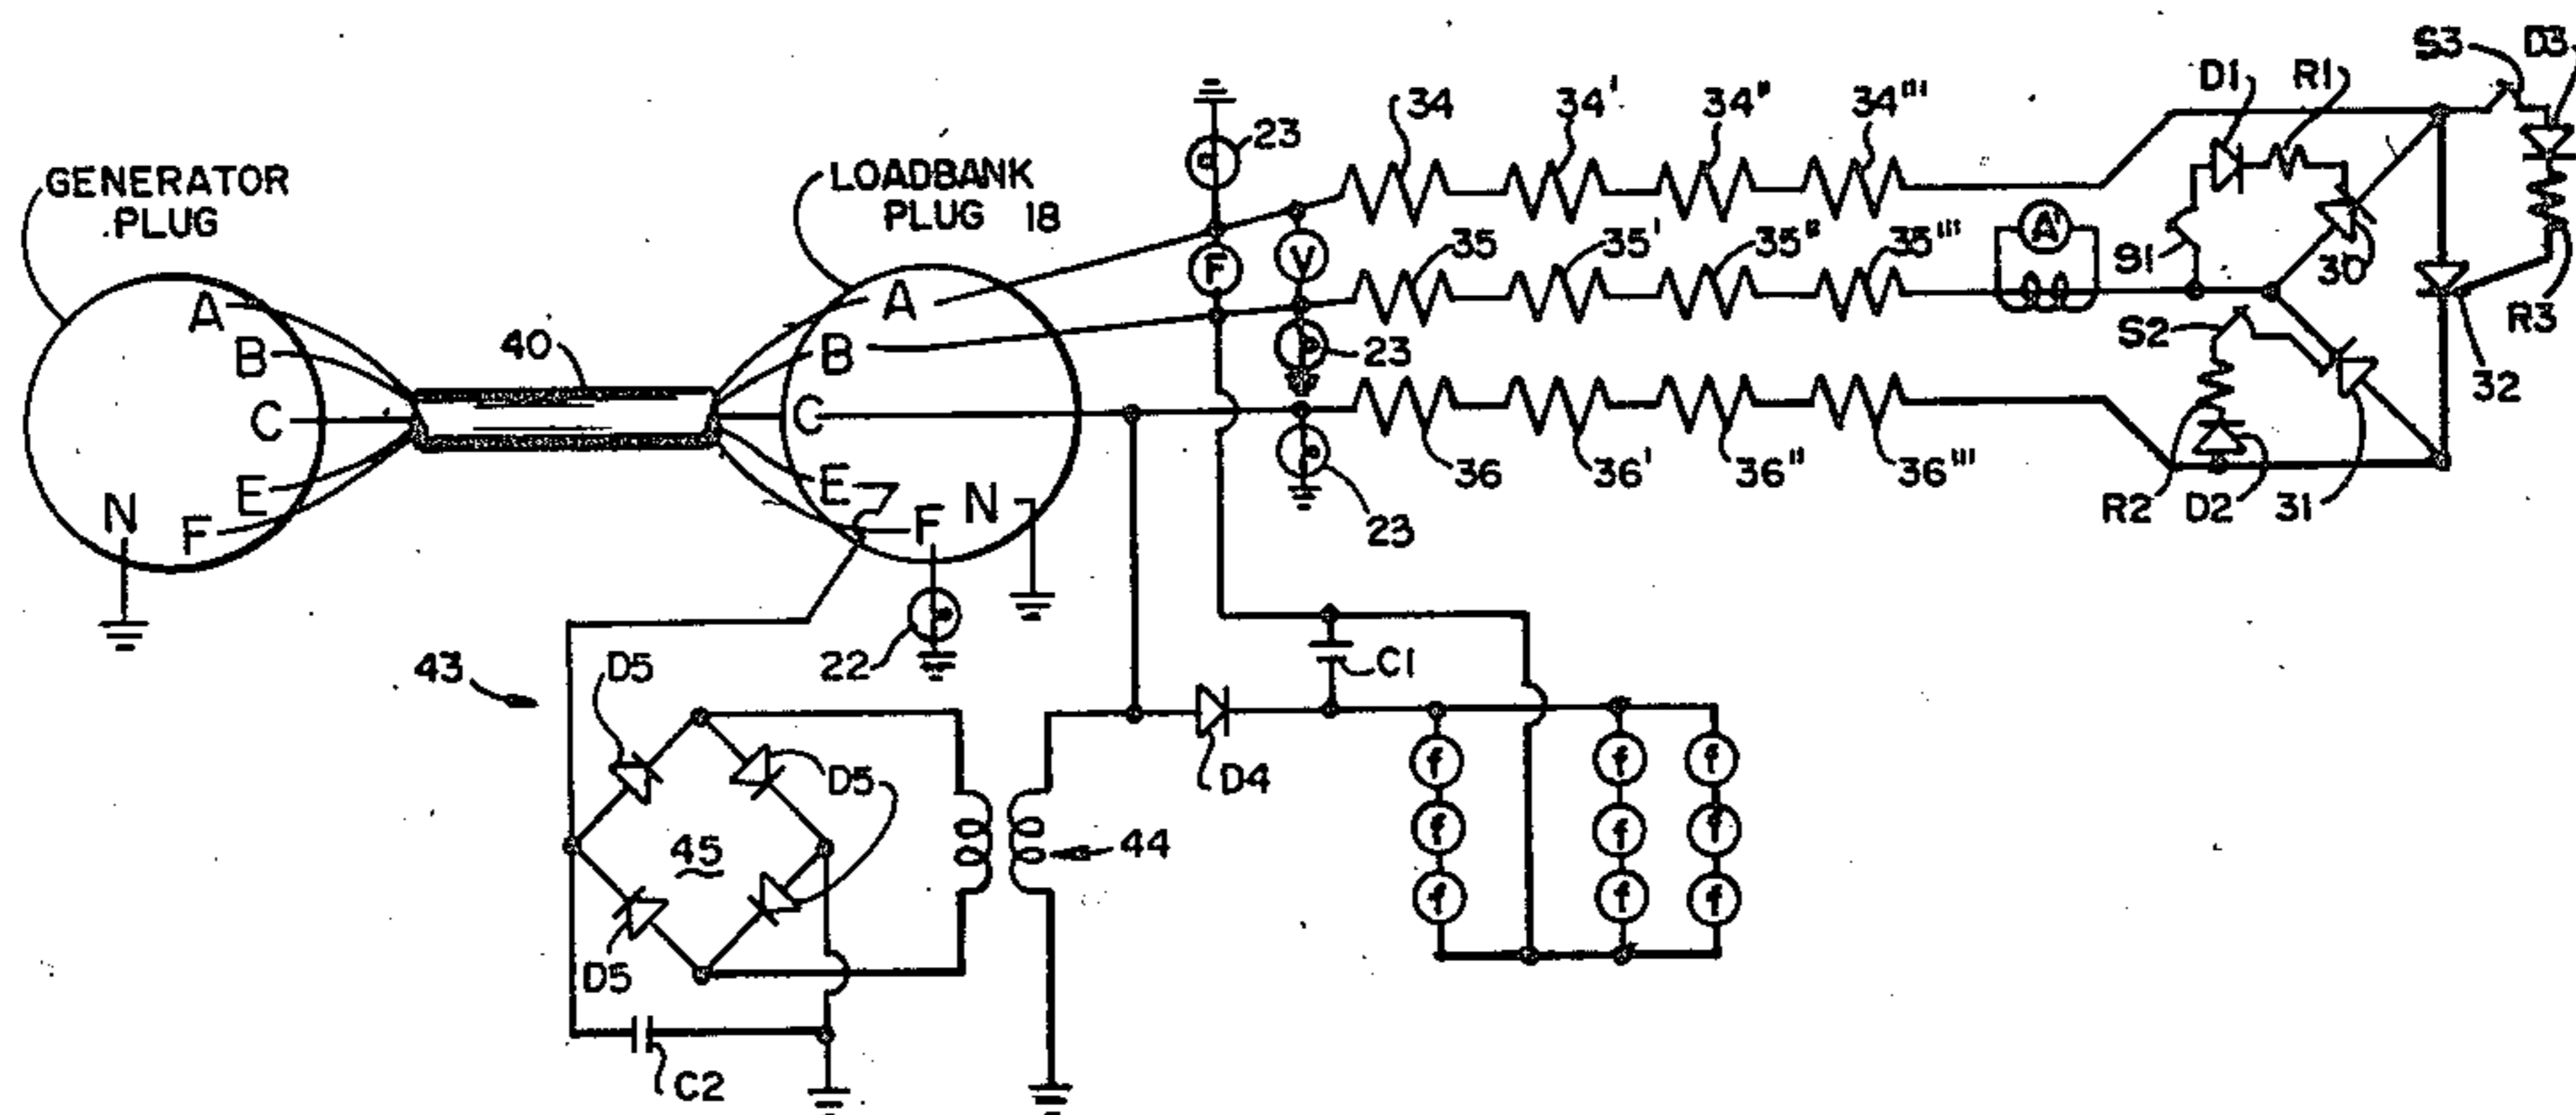 GENERATOR
PLUG
A
B
C
E
F
N
40
LOADBANK
PLUG 18
A
B
C
E
F
N
22
23
F
V
23
23
34
34'
34"
34'''
35
35'
35"
35'''
36
36'
36"
36'''
A'
D1
R1
S1
30
S3
D3
R3
32
S2
R2
D2
31
43
D5
D5
D5
45
C2
44
D4
C1
f
f
f
f
f
f
f
f
f